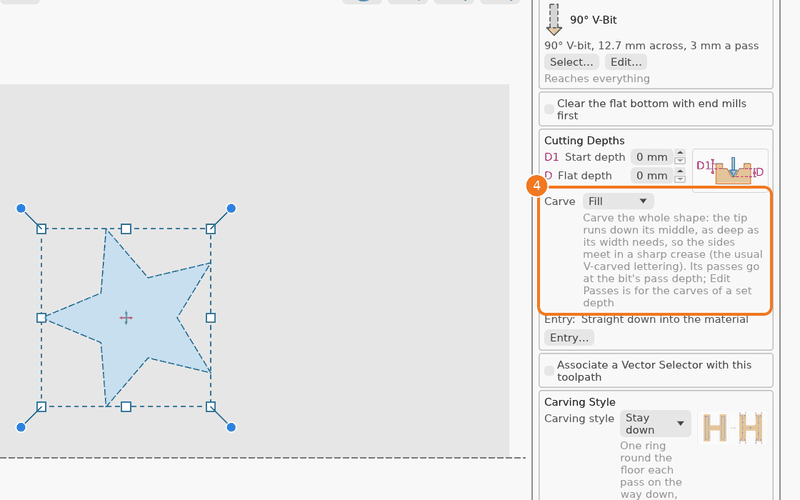 90° V-Bit
90° V-bit, 12.7 mm across, 3 mm a pass
Select... Edit...
Reaches everything
Clear the flat bottom with end mills
first
Cutting Depths
D1 Start depth 0 mm
D Flat depth 0 mm
D1
D
4
Carve Fill
Carve the whole shape: the tip
runs down its middle, as deep
as its width needs, so the sides
meet in a sharp crease (the usual
V-carved lettering). Its passes go
at the bit's pass depth; Edit
Passes is for the carves of a set
depth
Entry: Straight down into the material
Entry...
Associate a Vector Selector with this
toolpath
Carving Style
Carving style Stay
down
One ring
round the
floor each
pass on the
way down,